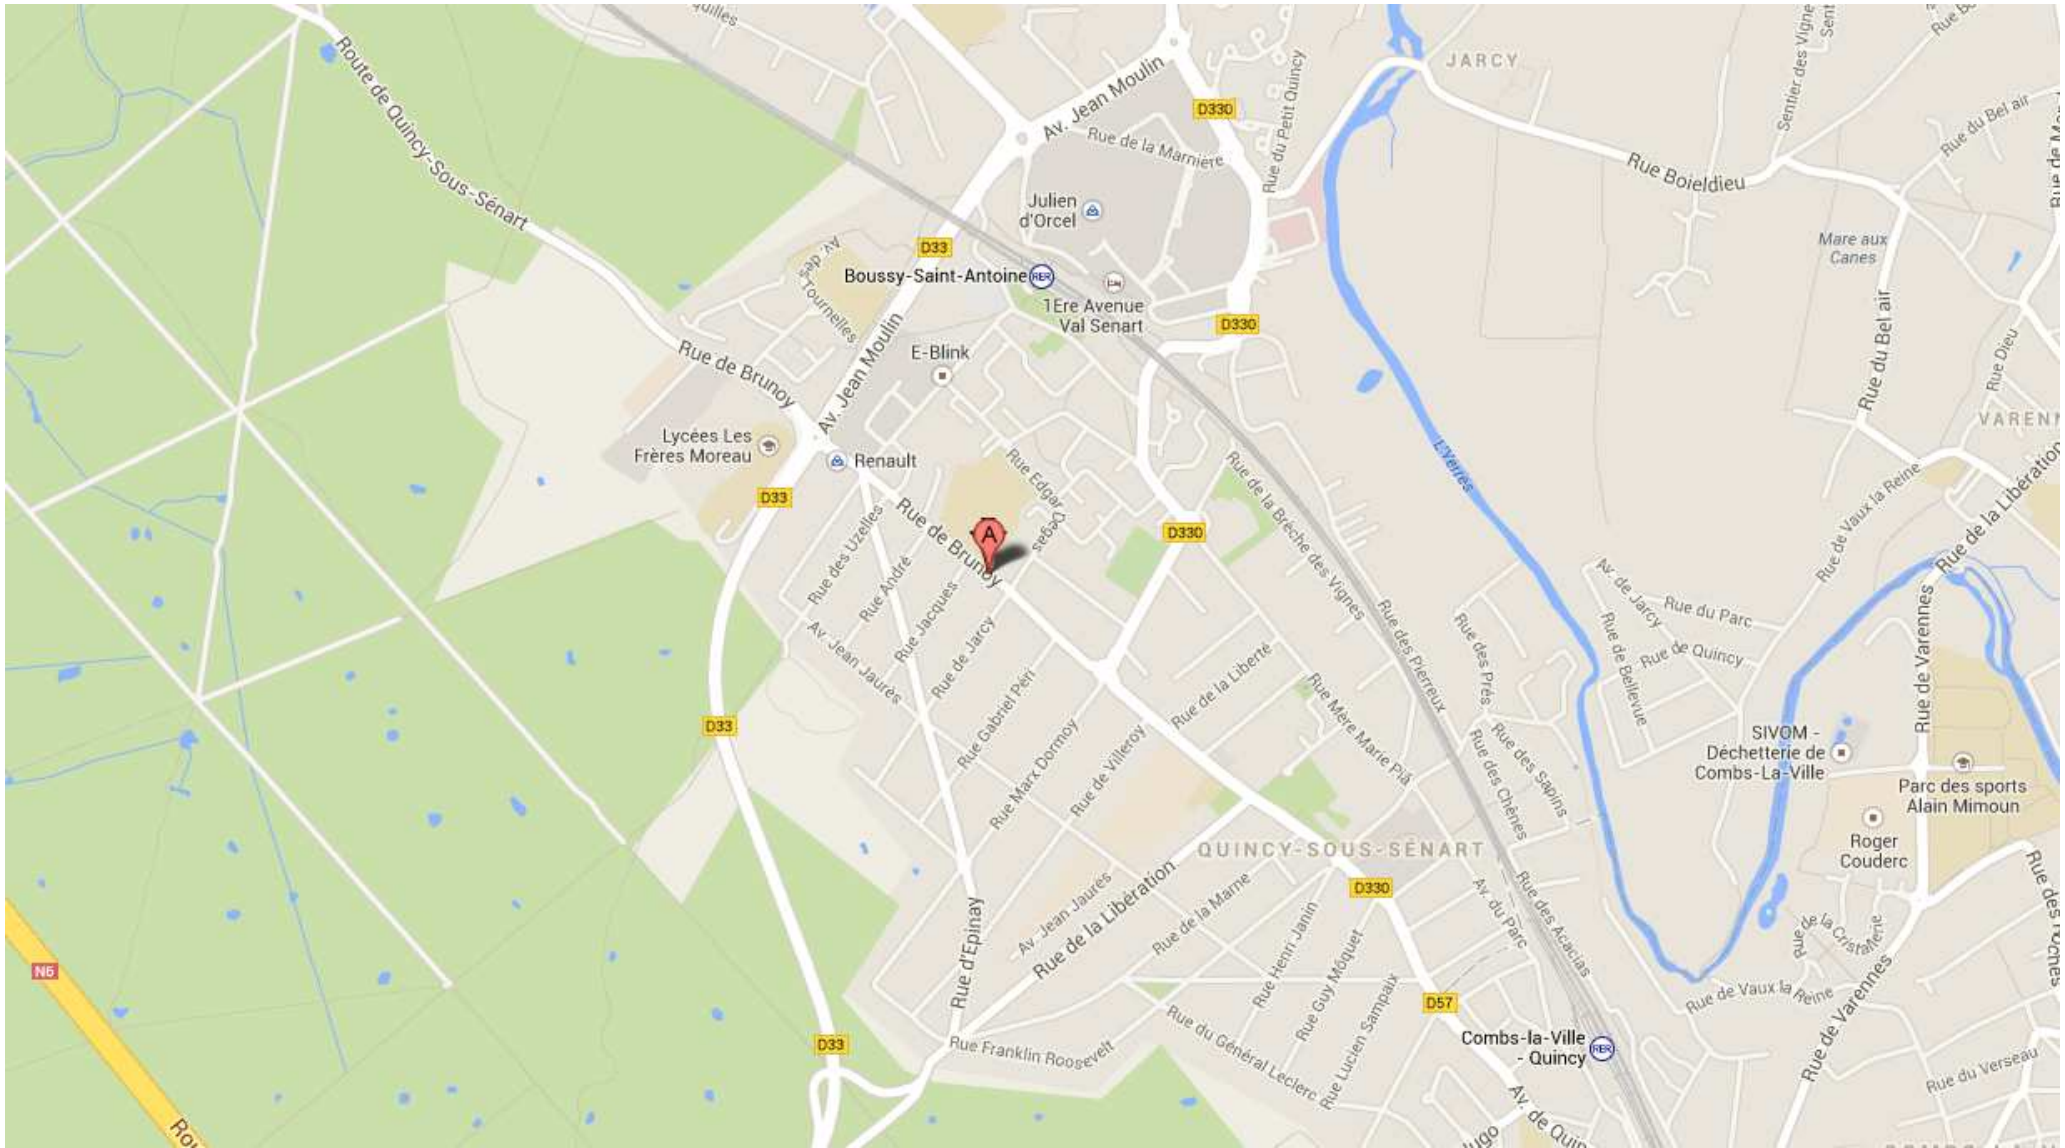 quilles
Route de Quincy-Sous-Sénart
Av. Jean Moulin
D330
Rue du Petit Quincy
JARCY
Sentier des Vigne
Sent
Rue du Bel air
Rue de la Marnière
Rue Boieldieu
Julien
d'Orcel
D33
Av. des
Tournelles
Boussy-Saint-Antoine
RER
1Ere Avenue
Val Senart
Mare aux
Canes
D330
Rue du Bel air
Rue Dieu
Rue de Brunoy
Av. Jean Moulin
E-Blink
VARENN
Lycées Les
Frères Moreau
Renault
D33
Rue Edgar Degas
Rue de la Brèche des Vignes
L'Yerres
Rue de Vaux la Reine
Rue de la Libération
Rue des Uzelles
Rue de Brunoy
A
D330
Rue André
Rue Jacques
Rue de Jarcy
Av. Jean Jaurès
Rue des Pierreux
Rue des Prés
Av. de Jarcy
Rue du Parc
Rue de Quincy
Rue de Bellevue
Rue de Varennes
D33
Rue Gabriel Péri
Rue Marx Dormoy
Rue de Villeroy
Rue de la Liberté
Rue Mère Marie Piä
Rue des Chênes
Rue des Sapins
SIVOM -
Déchetterie de
Combs-La-Ville
Parc des sports
Alain Mimoun
Roger
Couderc
QUINCY-SOUS-SÉNART
D330
Av. Jean Jaurès
Rue de la Libération
Rue de la Marne
Rue d'Epinay
Rue Henri Janin
Rue Guy Môquet
Rue Lucien Sampaix
Av. du Parc
Rue des Acacias
Rue de la Cristallerie
Rue des Roches
N6
Rou
D57
Rue de Vaux la Reine
Rue de Varennes
D33
Rue Franklin Roosevelt
Rue du Général Leclerc
Combs-la-Ville
- Quincy
RER
Rue du Verseau
Av. de Quin
lugo